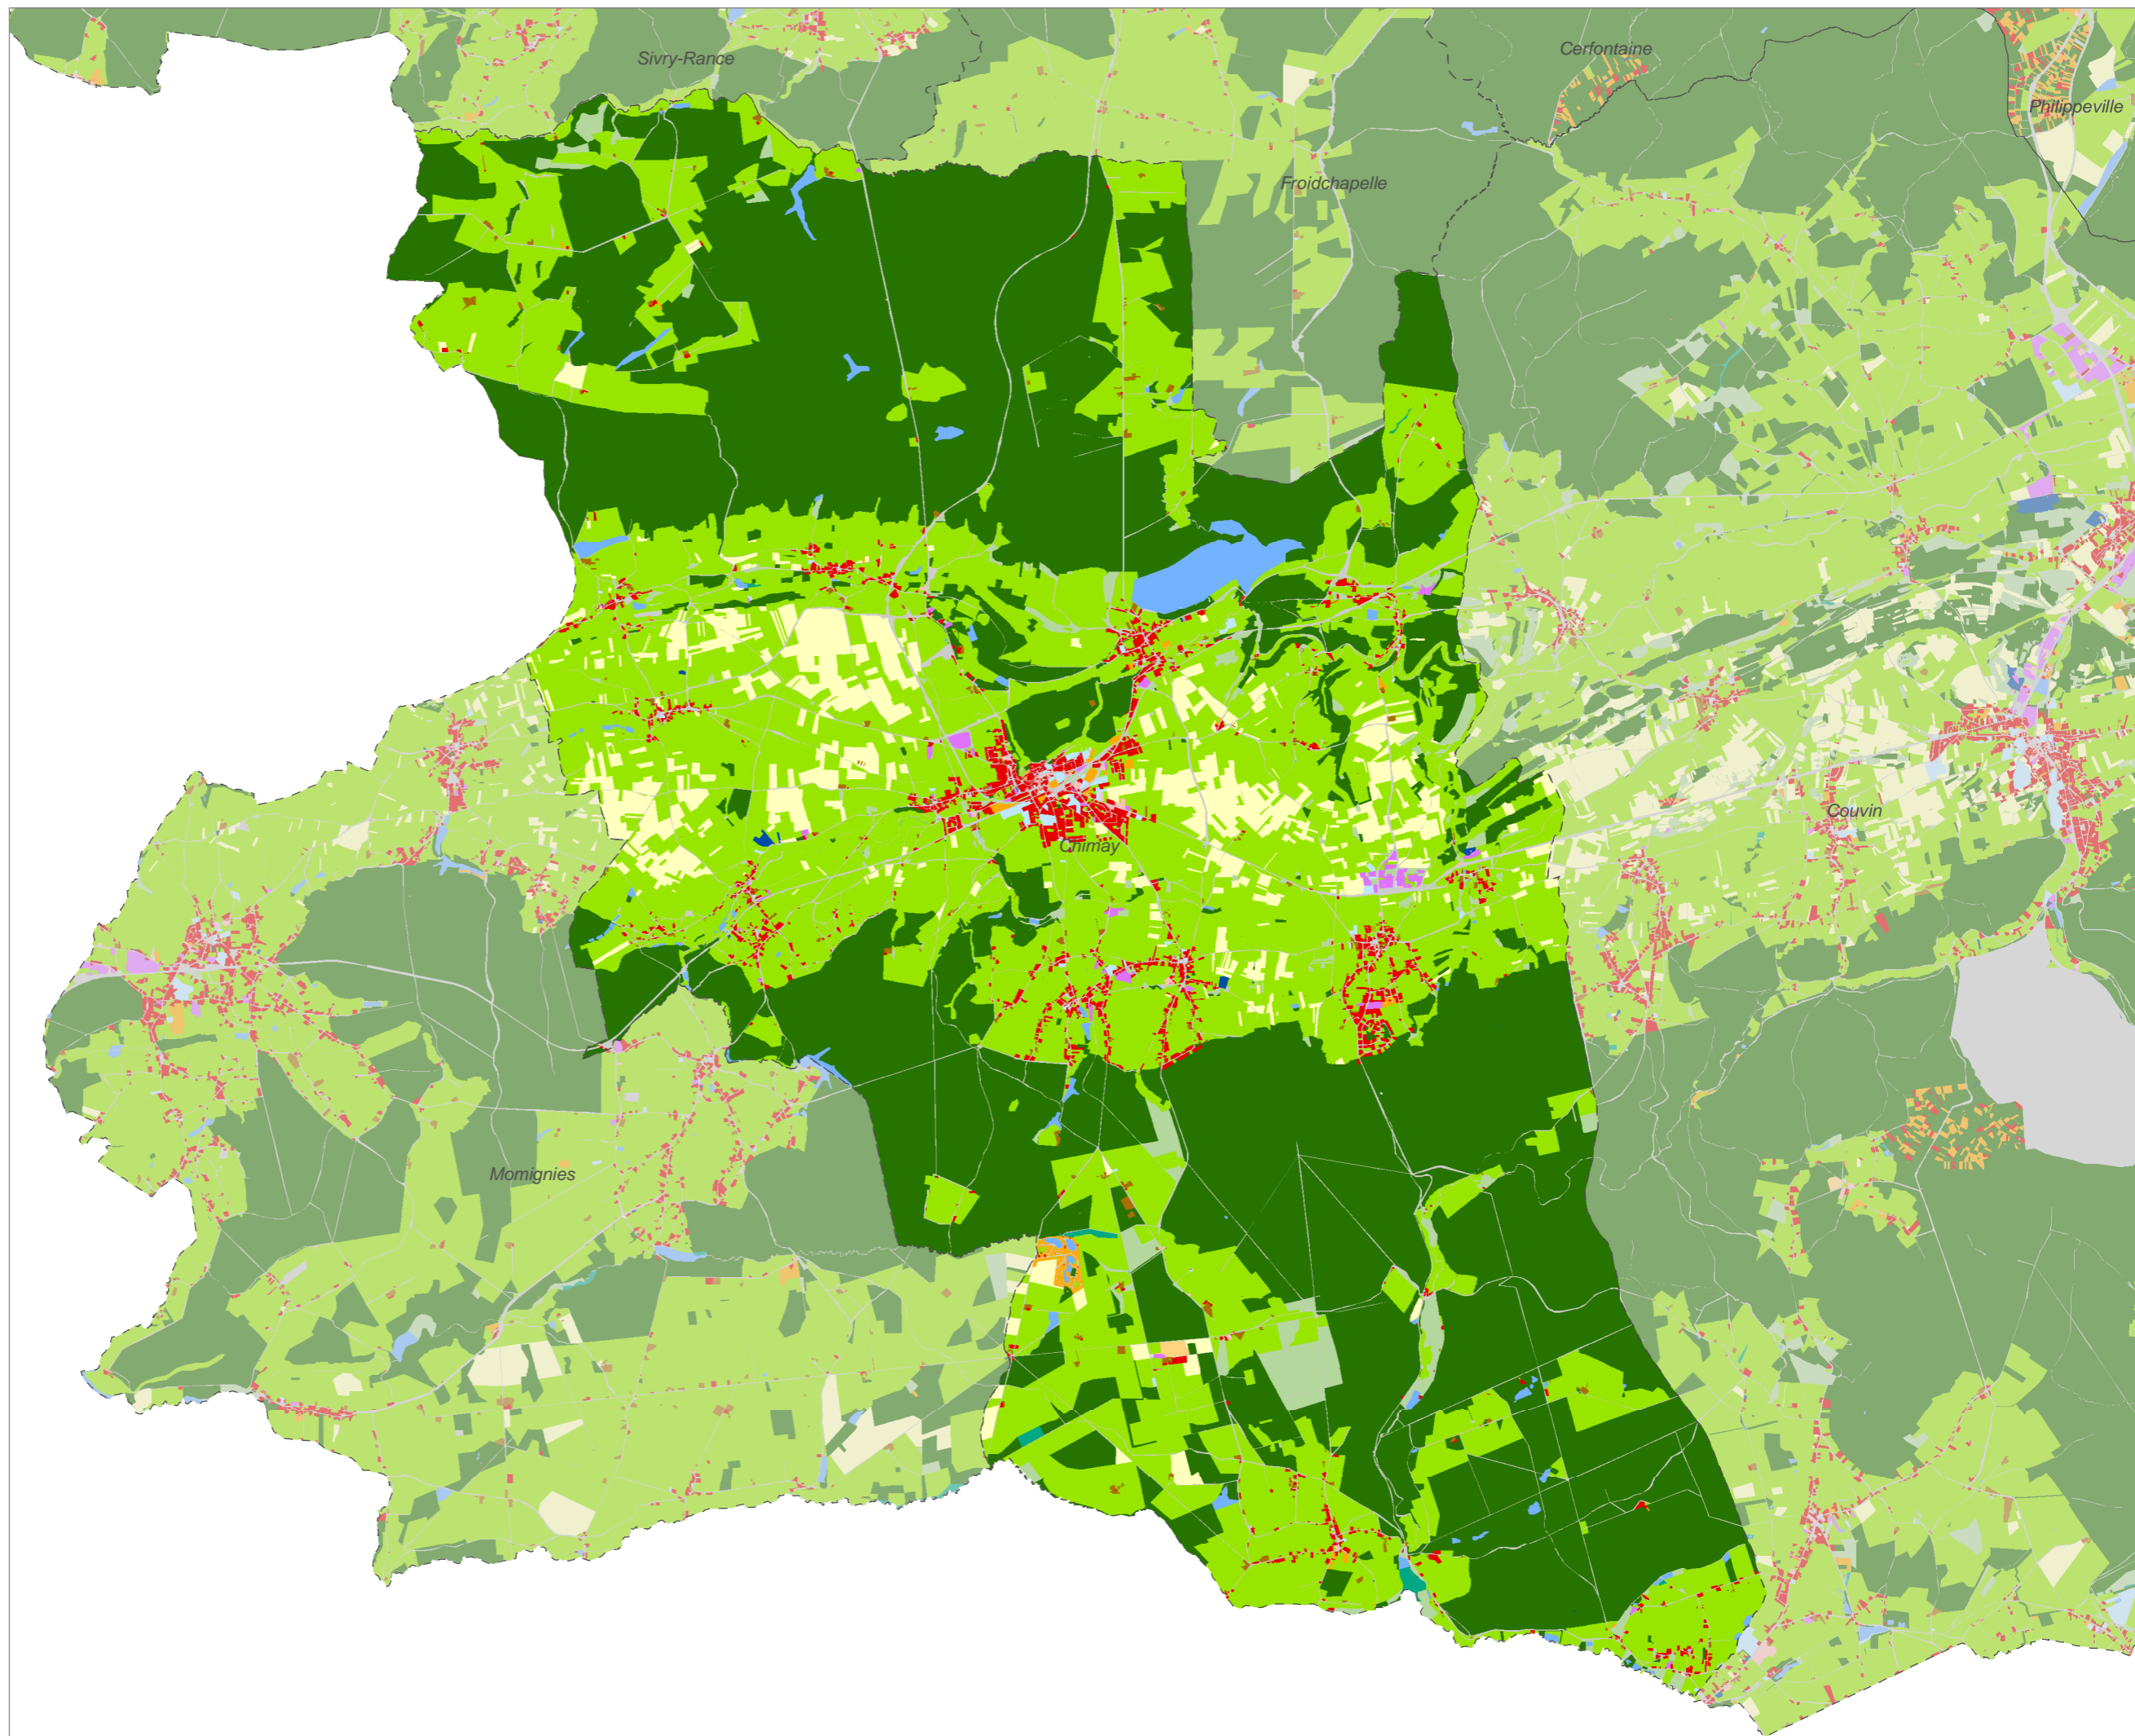 Sivry-Rance
Cerfontaine
Philippeville
Froidchapelle
Couvin
Chimay
Momignies